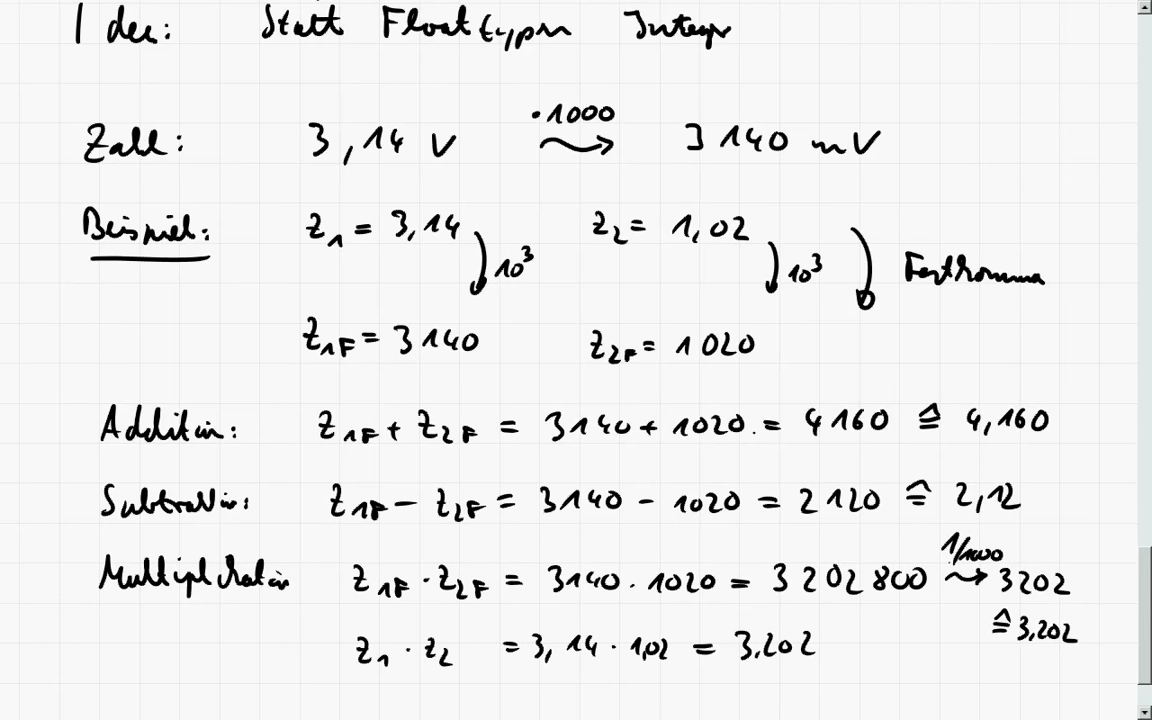 Idee: Statt Floattypen Integer
Zahl: 3,14 V ·1000 ⇝ 3140 mV
Beispiel: z₁ = 3,14 z₂ = 1,02
10³ 10³ Festkomma
z₁F = 3140 z₂F = 1020
Addition: z₁F + z₂F = 3140 + 1020 = 4160 ≙ 4,160
Subtraktion: z₁F − z₂F = 3140 - 1020 = 2120 ≙ 2,12
Multiplikation z₁F · z₂F = 3140 · 1020 = 3202800 1/1000 ⇝ 3202
≙ 3,202
z₁ · z₂ = 3,14 · 1,02 = 3,202